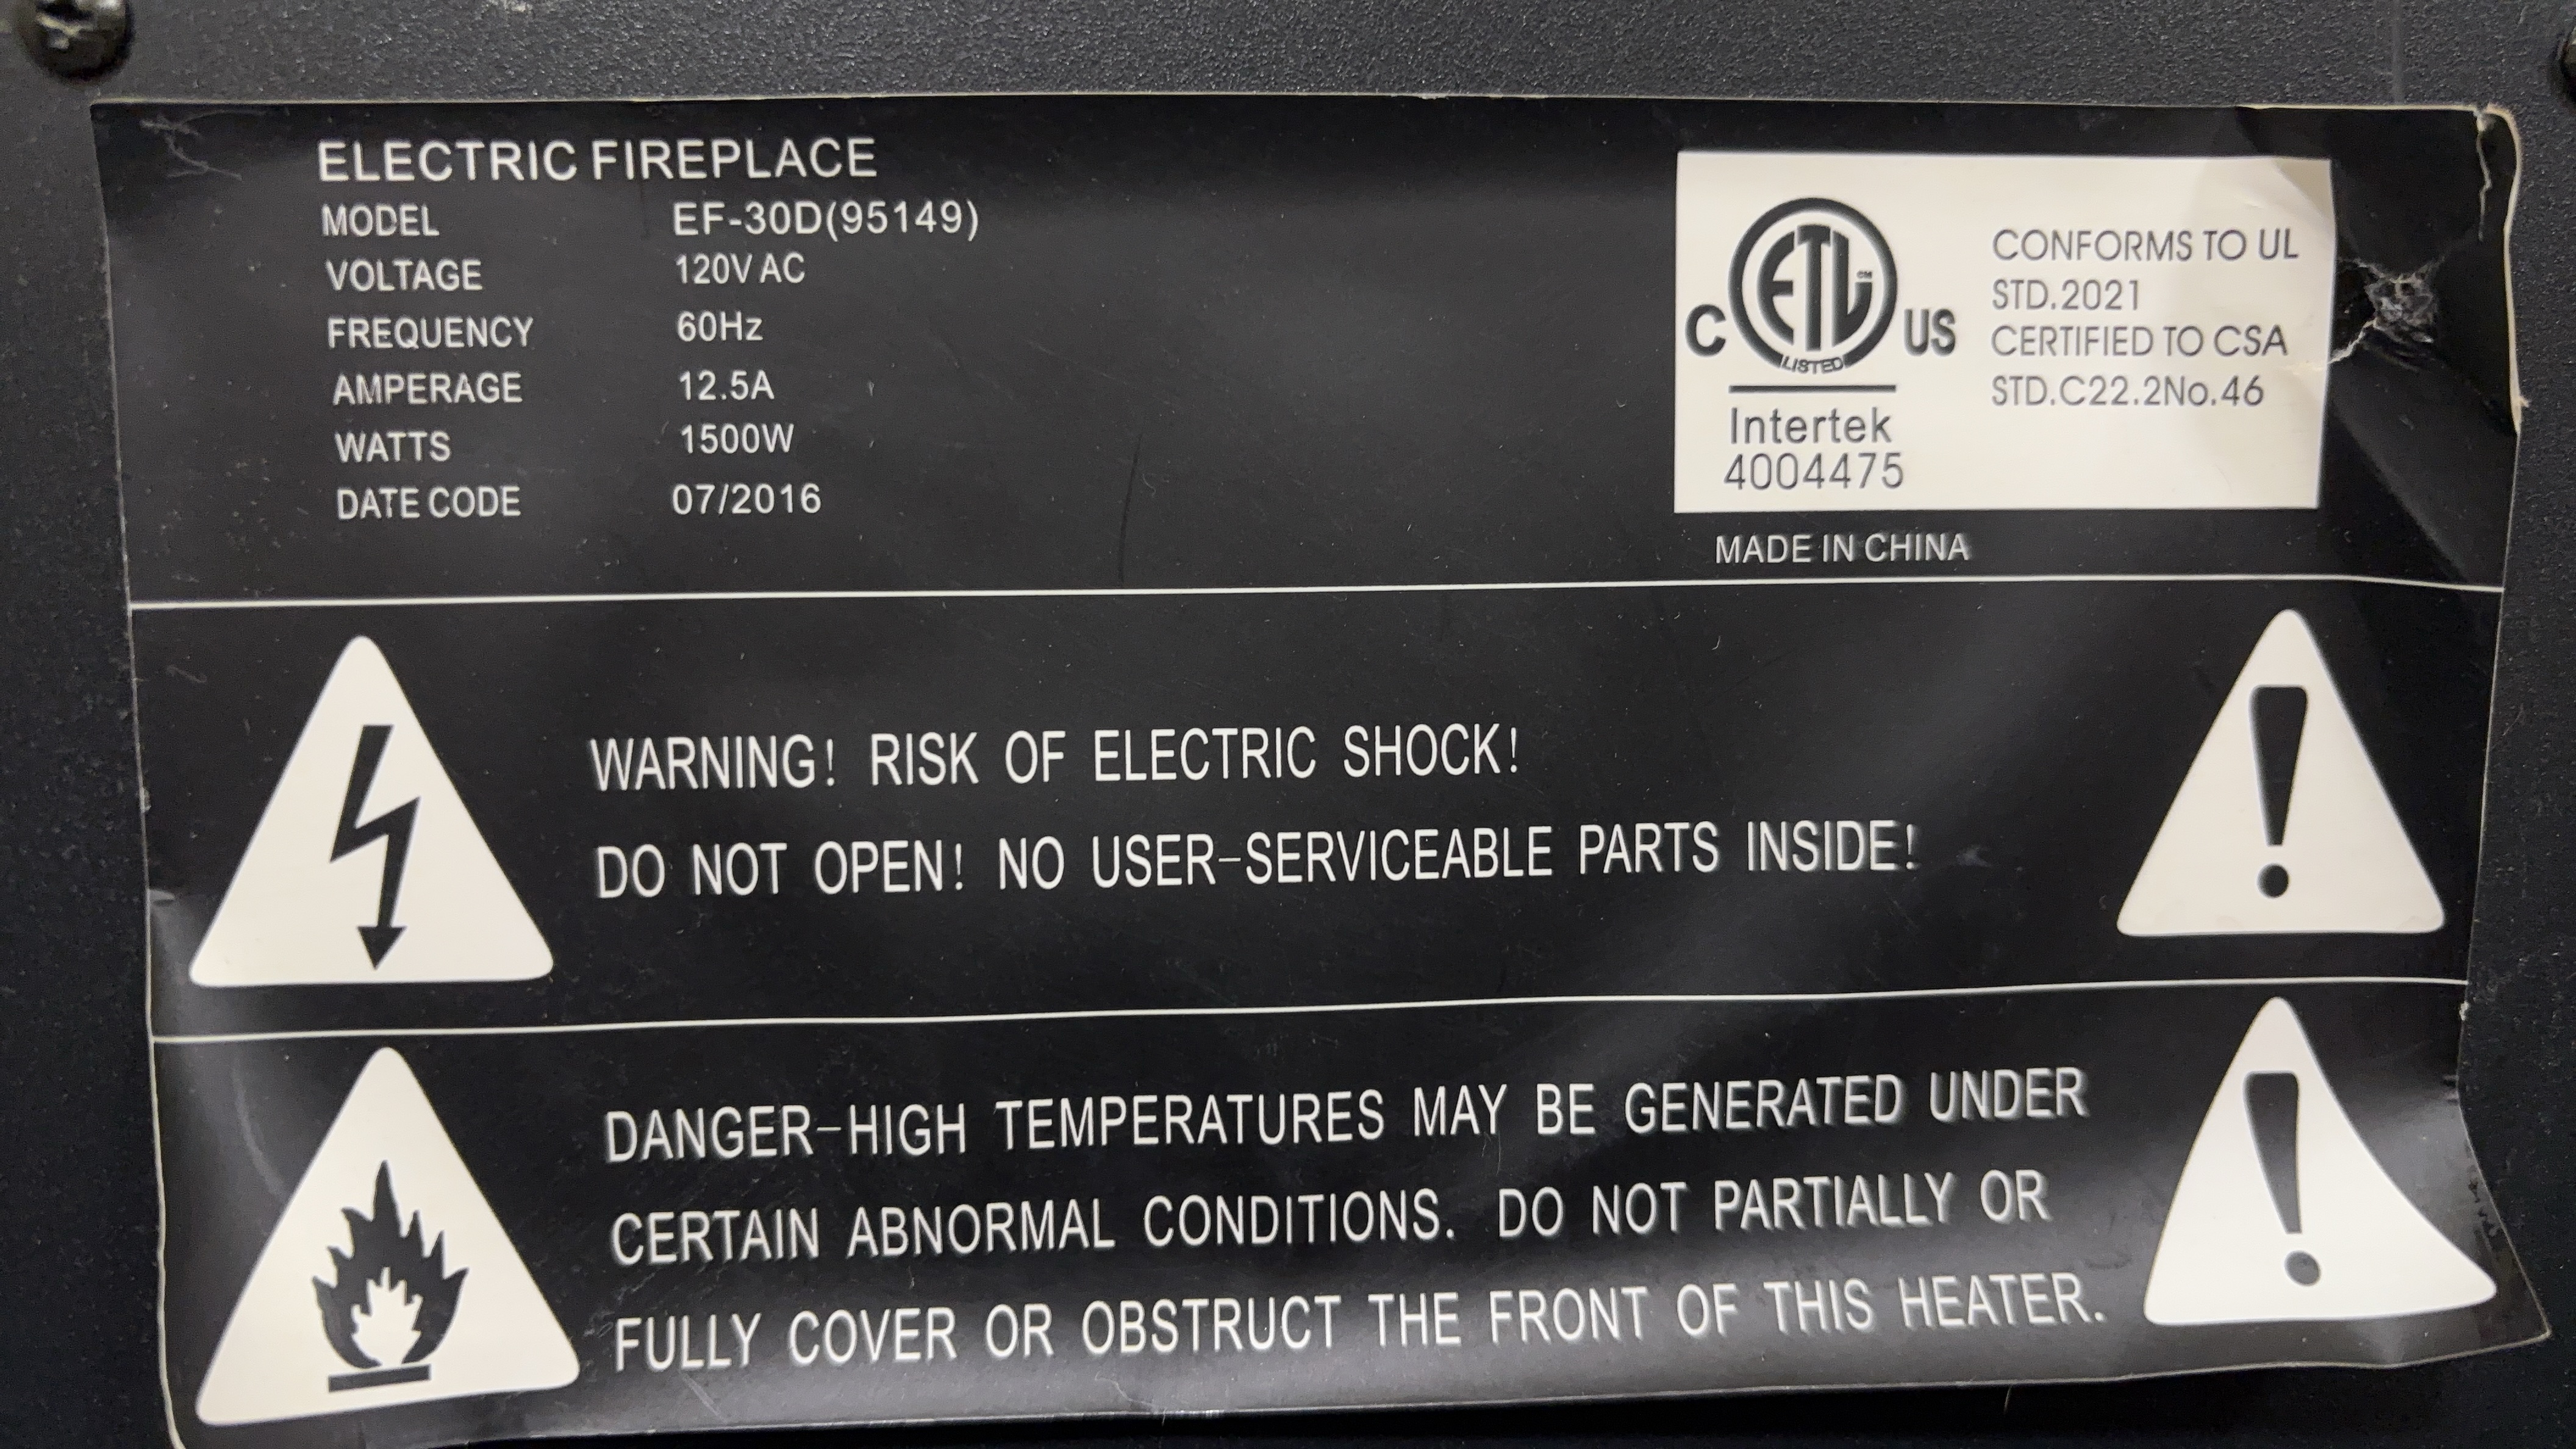 ELECTRIC FIREPLACE
MODEL EF-30D(95149)
VOLTAGE 120V AC
FREQUENCY 60Hz
AMPERAGE 12.5A
WATTS 1500W
DATE CODE 07/2016
C ETL CM US
LISTED
Intertek
4004475
CONFORMS TO UL
STD.2021
CERTIFIED TO CSA
STD.C22.2No.46
MADE IN CHINA
WARNING! RISK OF ELECTRIC SHOCK!
DO NOT OPEN! NO USER-SERVICEABLE PARTS INSIDE!
DANGER-HIGH TEMPERATURES MAY BE GENERATED UNDER
CERTAIN ABNORMAL CONDITIONS. DO NOT PARTIALLY OR
FULLY COVER OR OBSTRUCT THE FRONT OF THIS HEATER.